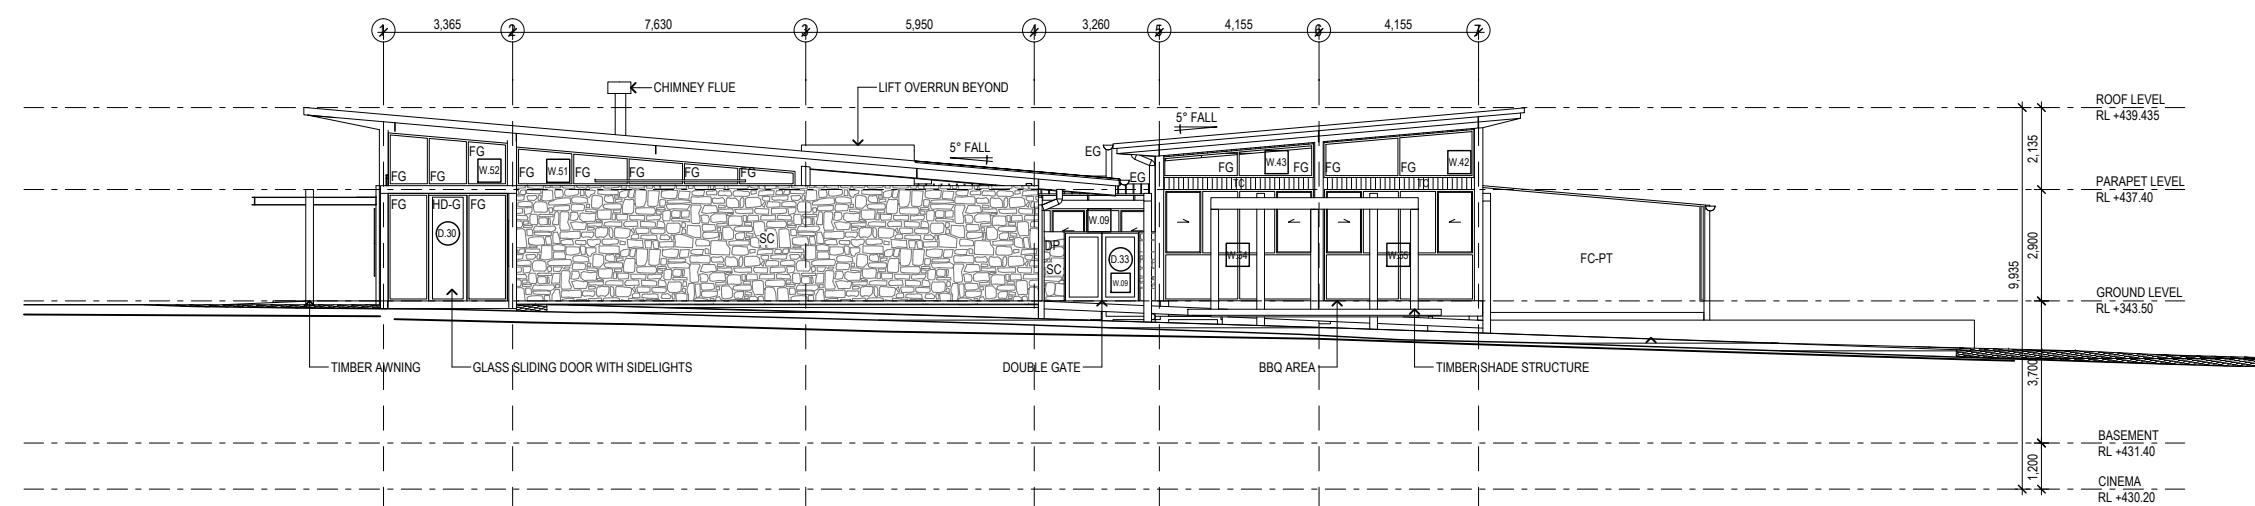 1 3,365 2 7,630 3 5,950 4 3,260 5 4,155 6 4,155 7
CHIMNEY FLUE
LIFT OVERRUN BEYOND
ROOF LEVEL
RL +439.435
5° FALL
5° FALL
EG
EG
FG FG FG W.52
FG W.51 FG FG FG FG
FG W.43 FG FG FG W.42
TC TC
2,135
PARAPET LEVEL
RL +437.40
FG HD-G FG
D.30
SC
W.09
DP
SC
D.33
W.09
W.34
W.35
FC-PT
2,900
9,935
GROUND LEVEL
RL +343.50
TIMBER AWNING
GLASS SLIDING DOOR WITH SIDELIGHTS
DOUBLE GATE
BBQ AREA
TIMBER SHADE STRUCTURE
3,700
BASEMENT
RL +431.40
1,200
CINEMA
RL +430.20